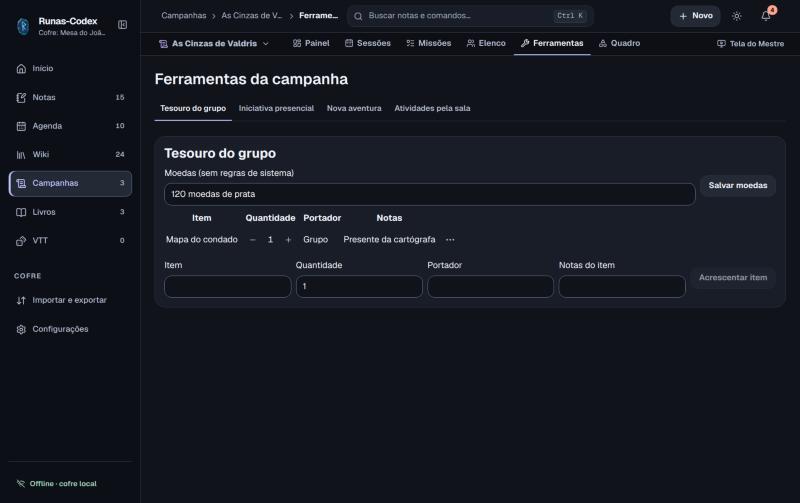 Runas-Codex
Cofre: Mesa do Joã...
Início
Notas 15
Agenda 10
Wiki 24
Campanhas 3
Livros 3
VTT 0
COFRE
Importar e exportar
Configurações
Offline · cofre local
Campanhas > As Cinzas de V... > Ferrame...
Buscar notas e comandos... Ctrl K
+ Novo
4
As Cinzas de Valdris
Painel Sessões Missões Elenco Ferramentas Quadro
Tela do Mestre
Ferramentas da campanha
Tesouro do grupo Iniciativa presencial Nova aventura Atividades pela sala
Tesouro do grupo
Moedas (sem regras de sistema)
120 moedas de prata
Salvar moedas
Item Quantidade Portador Notas
Mapa do condado − 1 + Grupo Presente da cartógrafa ···
Item Quantidade Portador Notas do item
1
Acrescentar item